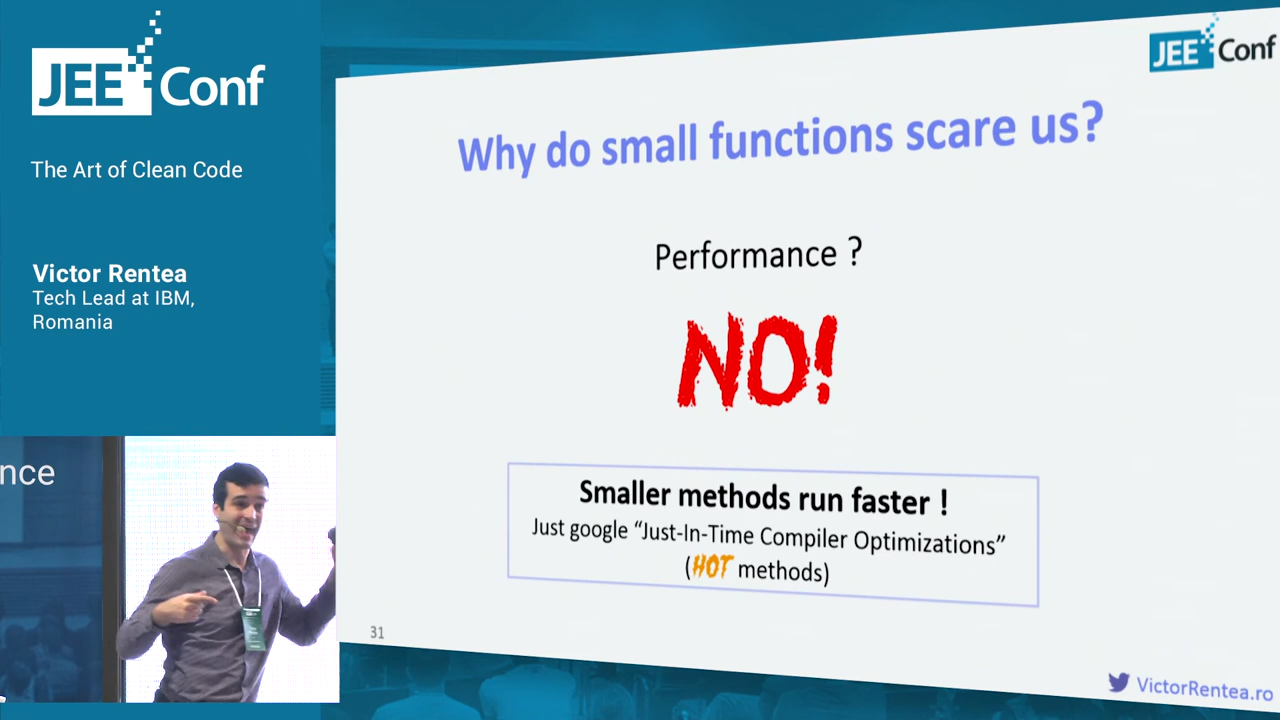 JEE Conf
The Art of Clean Code
Victor Rentea
Tech Lead at IBM,
Romania
nce
JEE Conf
Why do small functions scare us?
Performance ?
NO!
Smaller methods run faster !
Just google “Just-In-Time Compiler Optimizations”
(HOT methods)
31
VictorRentea.ro